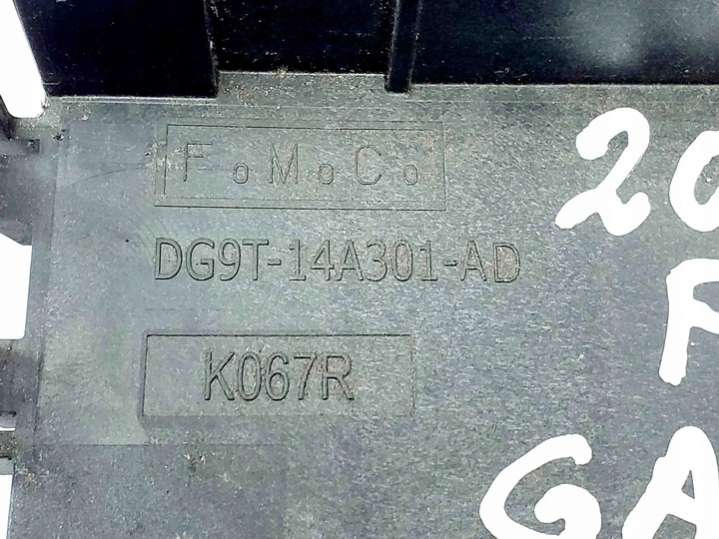 FoMoCo
20
DG9T-14A301-AD
F
K067R
GA